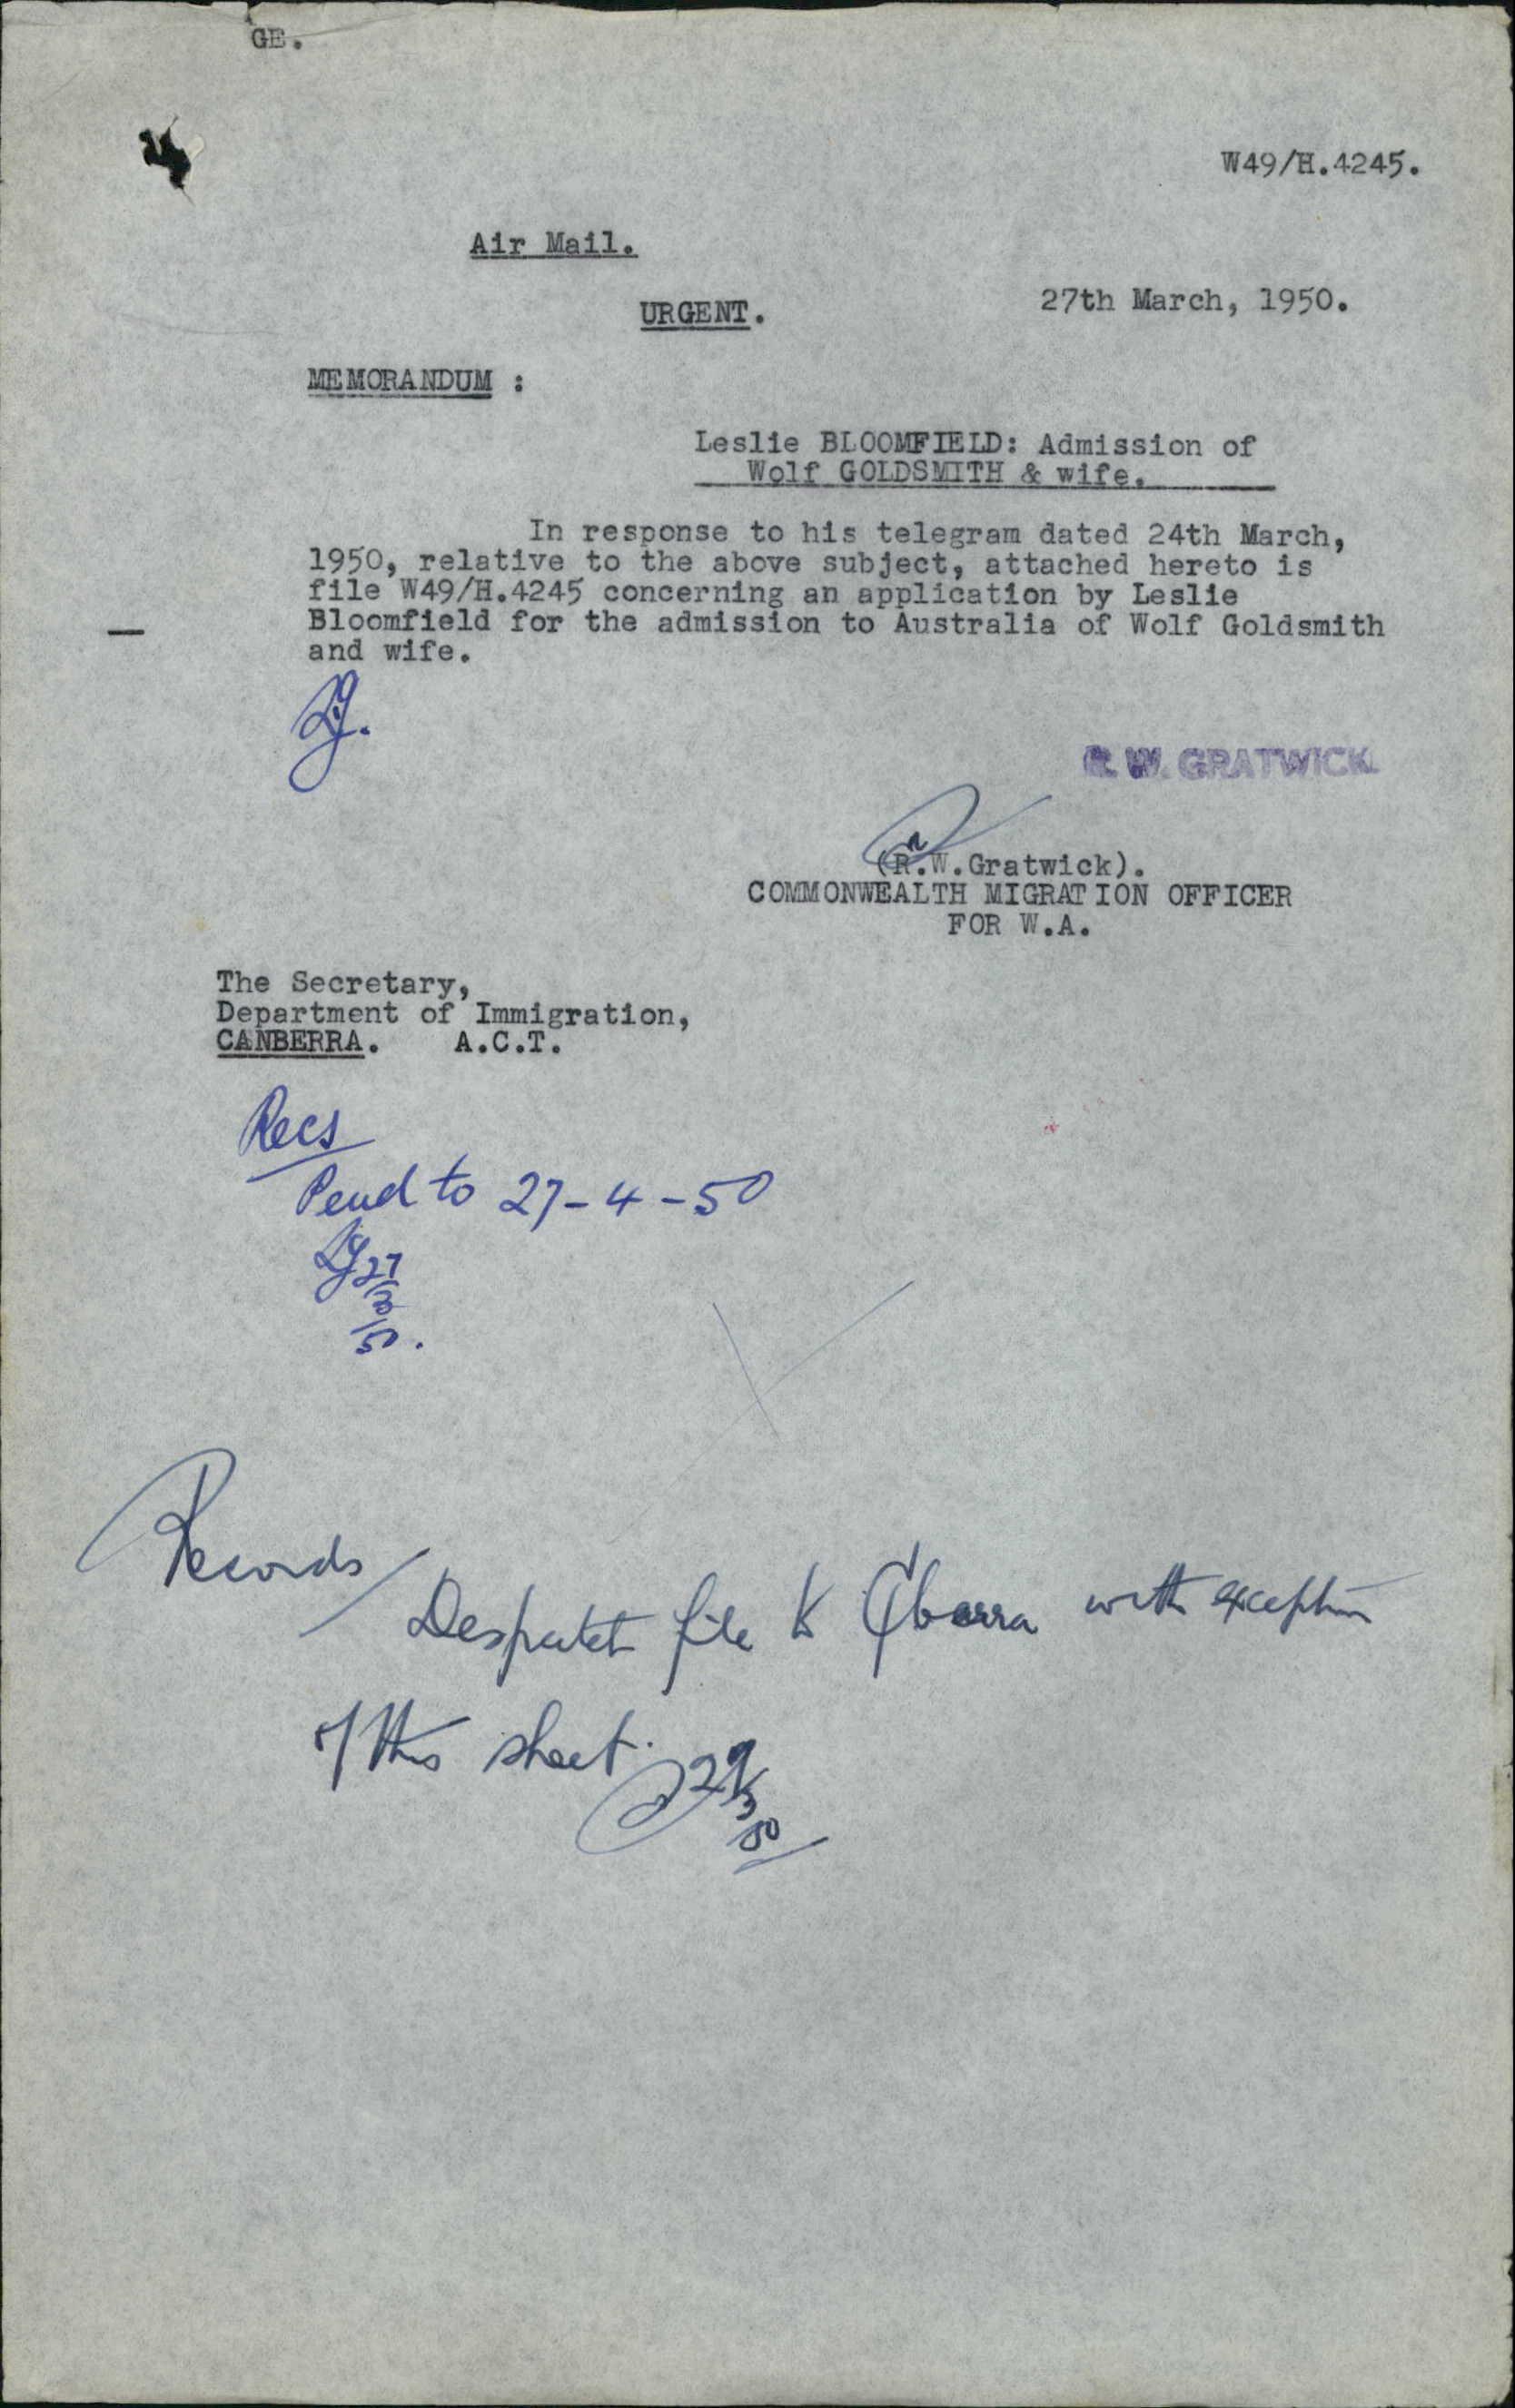 GE.
W49/H.4245.
Air Mail.
27th March, 1950.
URGENT.
MEMORANDUM :
Leslie BLOOMFIELD: Admission of
Wolf GOLDSMITH & wife.
In response to his telegram dated 24th March,
1950, relative to the above subject, attached hereto is
file W49/H.4245 concerning an application by Leslie
Bloomfield for the admission to Australia of Wolf Goldsmith
and wife.
R. W. GRATWICK
(R.W.Gratwick).
COMMONWEALTH MIGRATION OFFICER
FOR W.A.
The Secretary,
Department of Immigration,
CANBERRA. A.C.T.
Recs
Pend to 27-4-50
27/3/50.
Records
Despatch file to C'berra with exception
of this sheet.
29/3/50